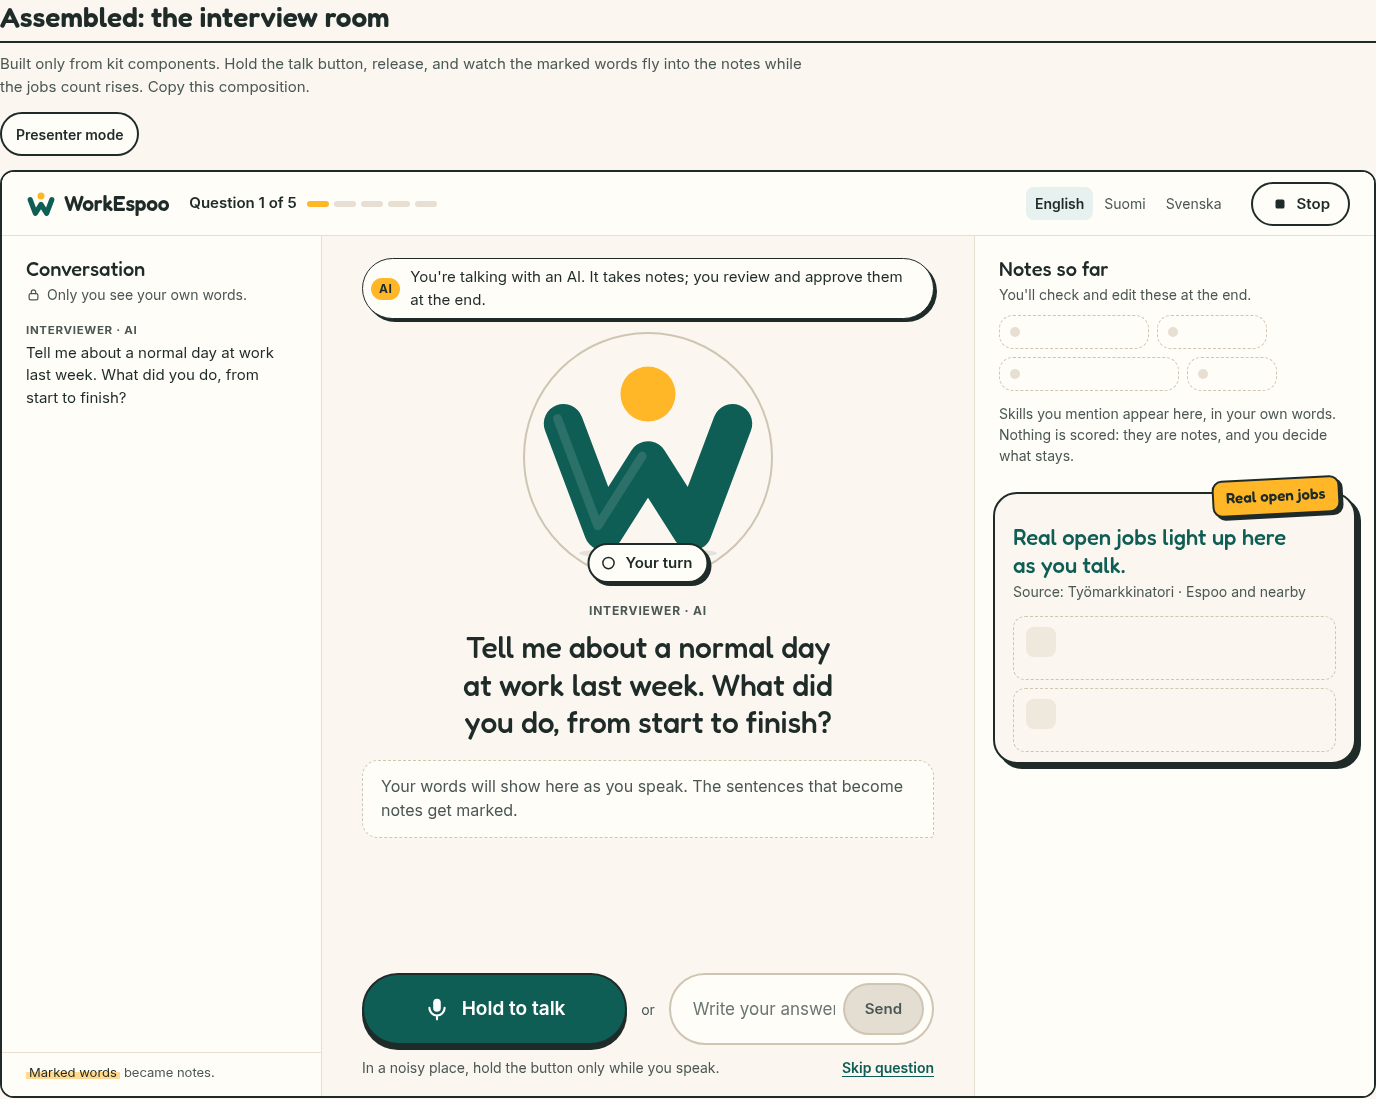 Assembled: the interview room
Built only from kit components. Hold the talk button, release, and watch the marked words fly into the notes while
the jobs count rises. Copy this composition.
Presenter mode
WorkEspoo
Question 1 of 5
English
Suomi
Svenska
Stop
Conversation
Only you see your own words.
INTERVIEWER · AI
Tell me about a normal day at work
last week. What did you do, from
start to finish?
Marked words became notes.
AI
You're talking with an AI. It takes notes; you review and approve them
at the end.
Your turn
INTERVIEWER · AI
Tell me about a normal day
at work last week. What did
you do, from start to finish?
Your words will show here as you speak. The sentences that become
notes get marked.
Hold to talk
or
Write your answer
Send
In a noisy place, hold the button only while you speak.
Skip question
Notes so far
You'll check and edit these at the end.
Skills you mention appear here, in your own words.
Nothing is scored: they are notes, and you decide
what stays.
Real open jobs
Real open jobs light up here
as you talk.
Source: Työmarkkinatori · Espoo and nearby